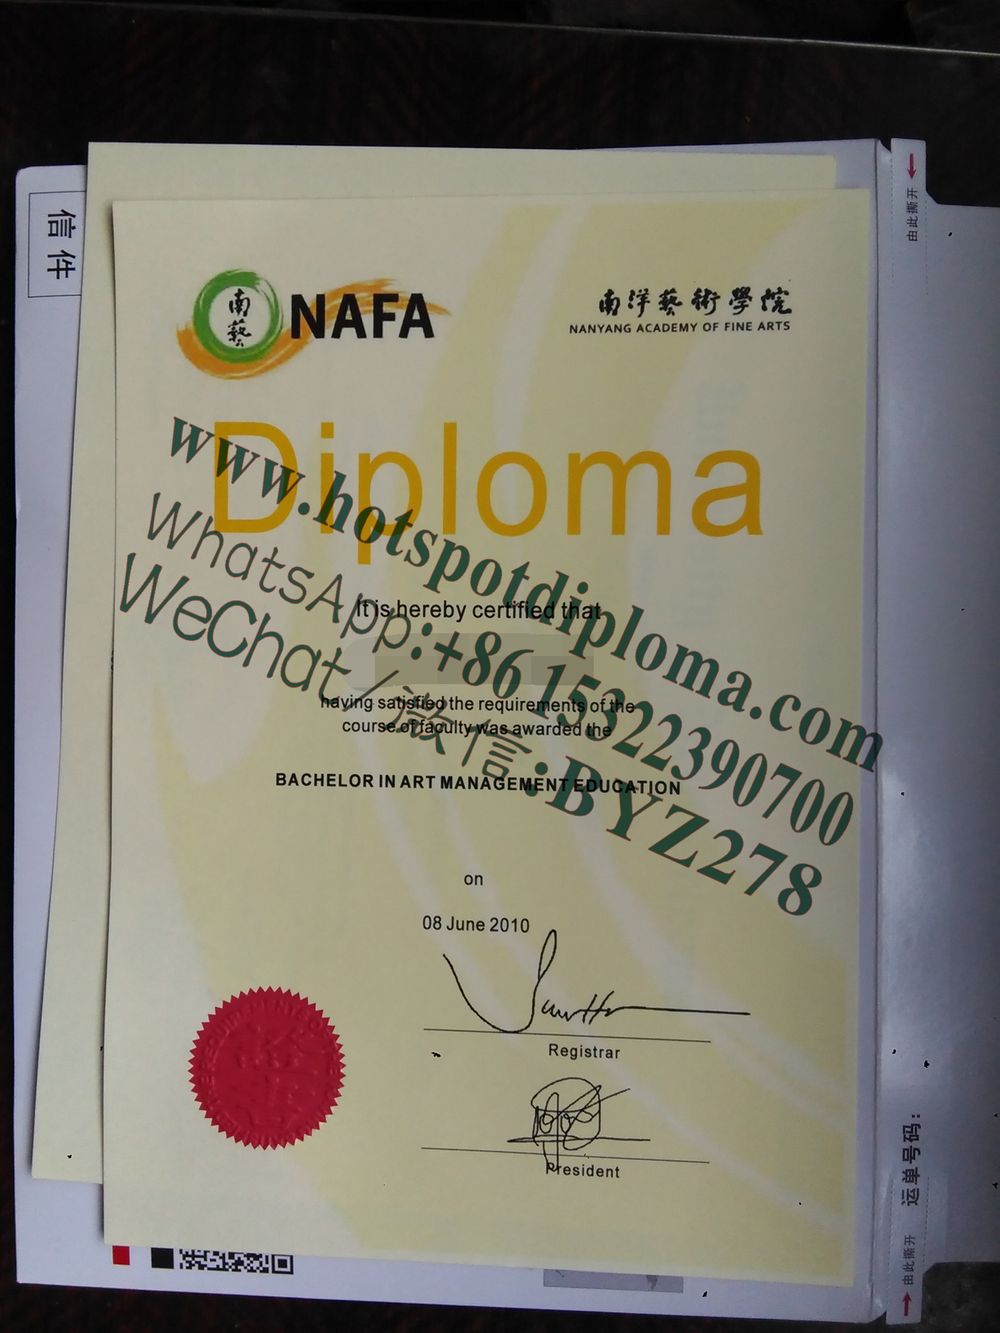 信件
由此撕开
南藝
NAFA
南洋藝術學院
NANYANG ACADEMY OF FINE ARTS
Diploma
www.hotspotdiploma.com
WhatsApp:+86 15322390700
WeChat/微信:BYZ278
It is hereby certified that
having satisfied the requirements of the
course of faculty was awarded the
BACHELOR IN ART MANAGEMENT EDUCATION
on
08 June 2010
Registrar
President
运单号码:
由此撕开